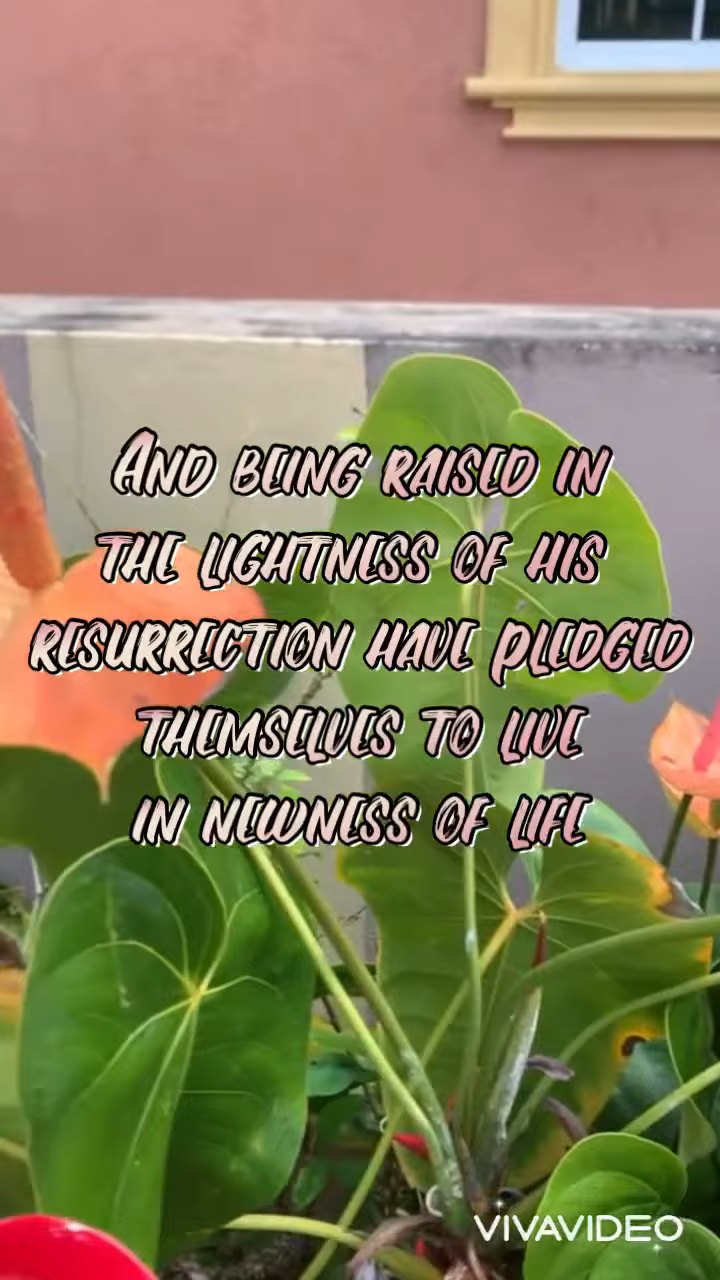 And being raised in
the lightness of his
resurrection have pledged
themselves to live
in newness of life
VIVAVIDEO